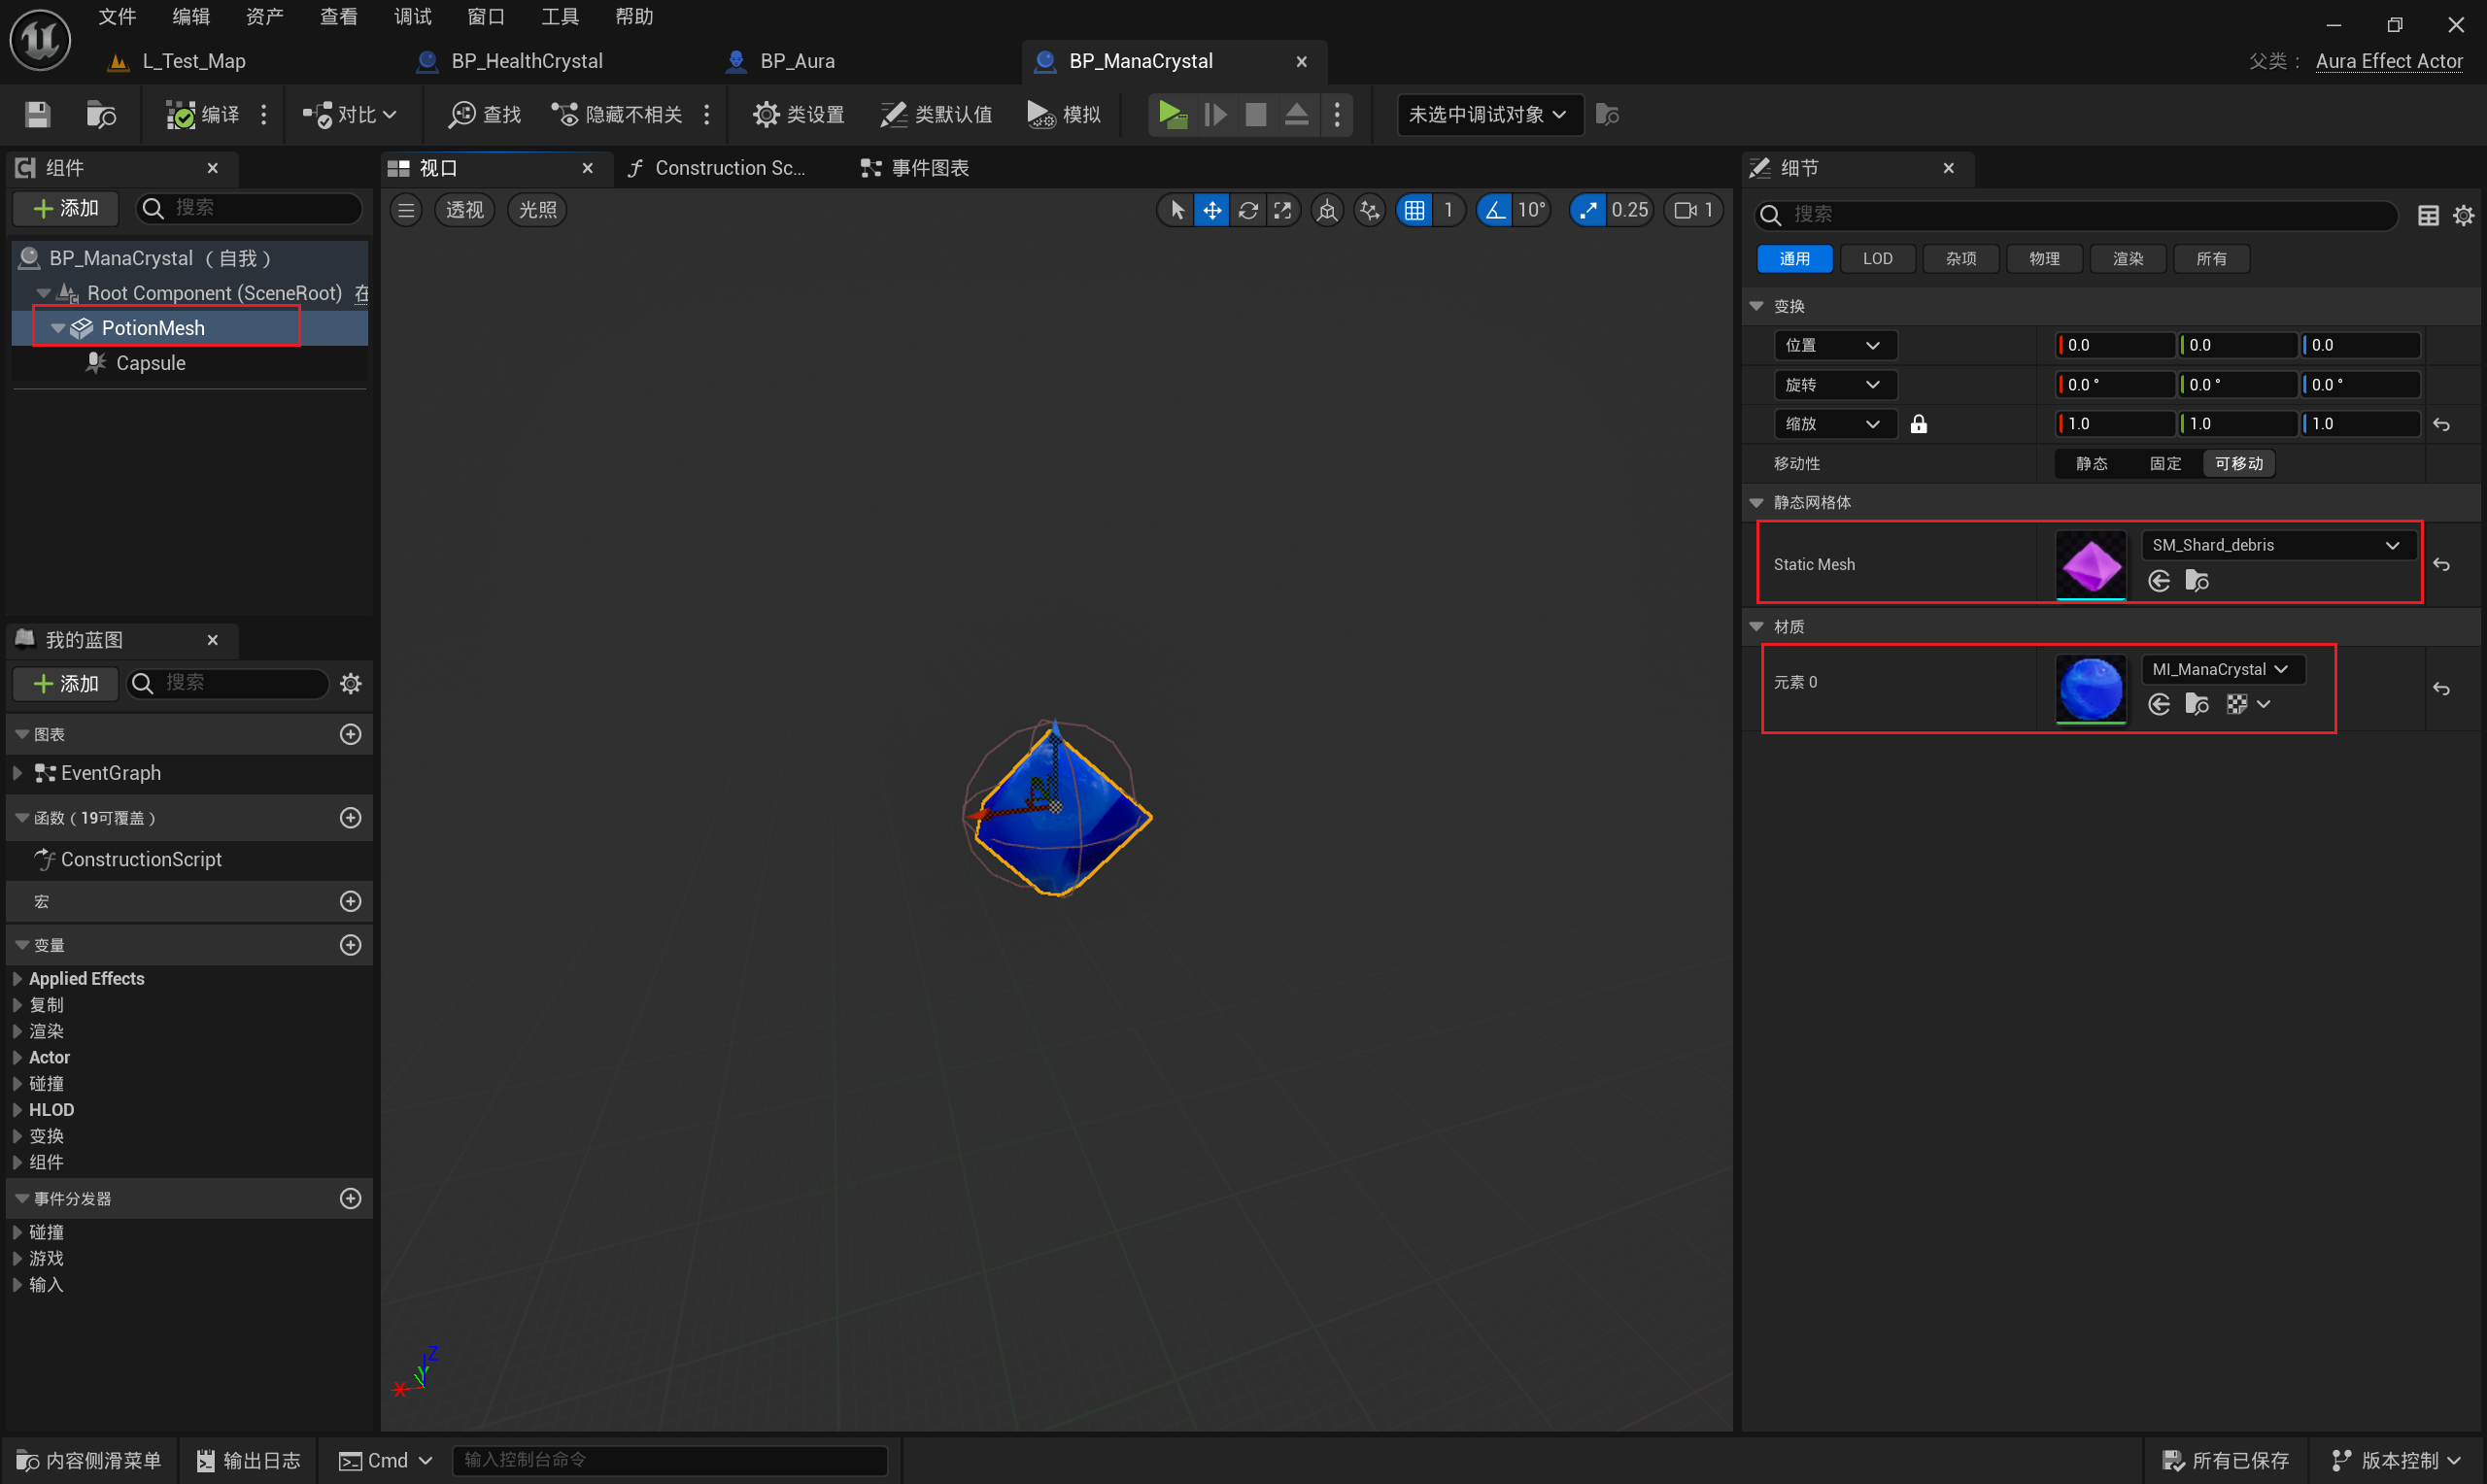 文件 编辑 资产 查看 调试 窗口 工具 帮助
L_Test_Map BP_HealthCrystal BP_Aura BP_ManaCrystal 父类： Aura Effect Actor
编译 对比 查找 隐藏不相关 类设置 类默认值 模拟 未选中调试对象
组件
添加 搜索
BP_ManaCrystal （自我）
Root Component (SceneRoot) 在
PotionMesh
Capsule
我的蓝图
添加 搜索
图表
EventGraph
函数（19可覆盖）
ConstructionScript
宏
变量
Applied Effects
复制
渲染
Actor
碰撞
HLOD
变换
组件
事件分发器
碰撞
游戏
输入
视口 Construction Sc... 事件图表
透视 光照 1 10° 0.25 1
Z
Y
X
细节
搜索
通用 LOD 杂项 物理 渲染 所有
变换
位置 0.0 0.0 0.0
旋转 0.0 ° 0.0 ° 0.0 °
缩放 1.0 1.0 1.0
移动性 静态 固定 可移动
静态网格体
Static Mesh SM_Shard_debris
材质
元素 0 MI_ManaCrystal
内容侧滑菜单 输出日志 Cmd 输入控制台命令 所有已保存 版本控制